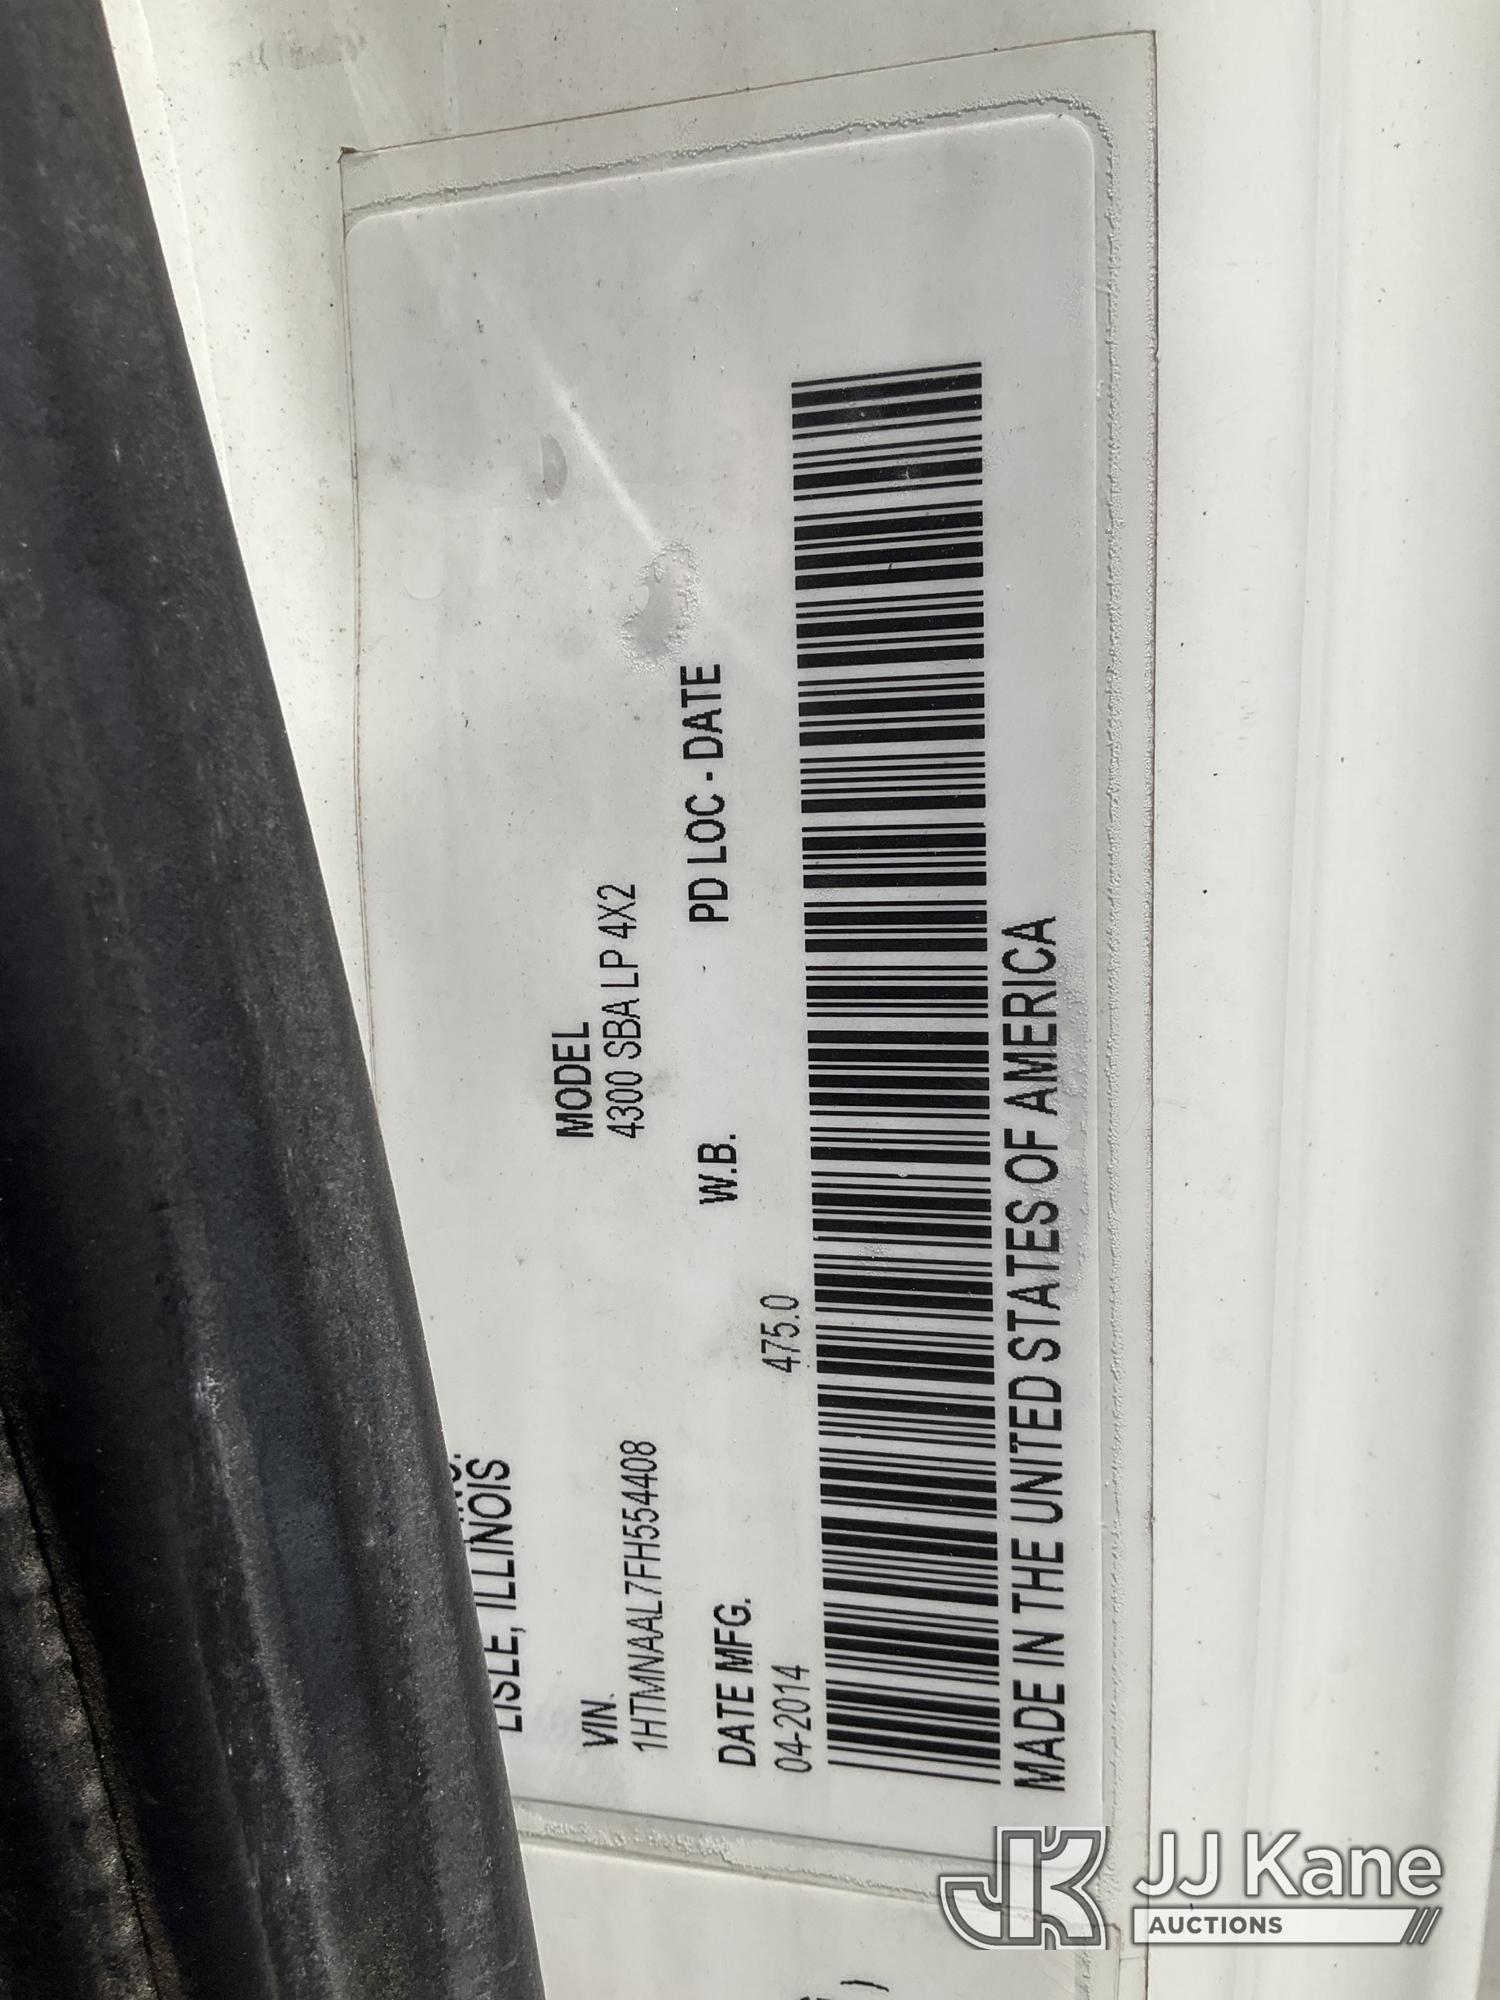 LISLE, ILLINOIS
VIN.
1HTMNAAL7FH554408
MODEL
4300 SBA LP 4X2
DATE MFG.
04-2014
W.B.
475.0
PD LOC - DATE
MADE IN THE UNITED STATES OF AMERICA
JJ Kane
AUCTIONS